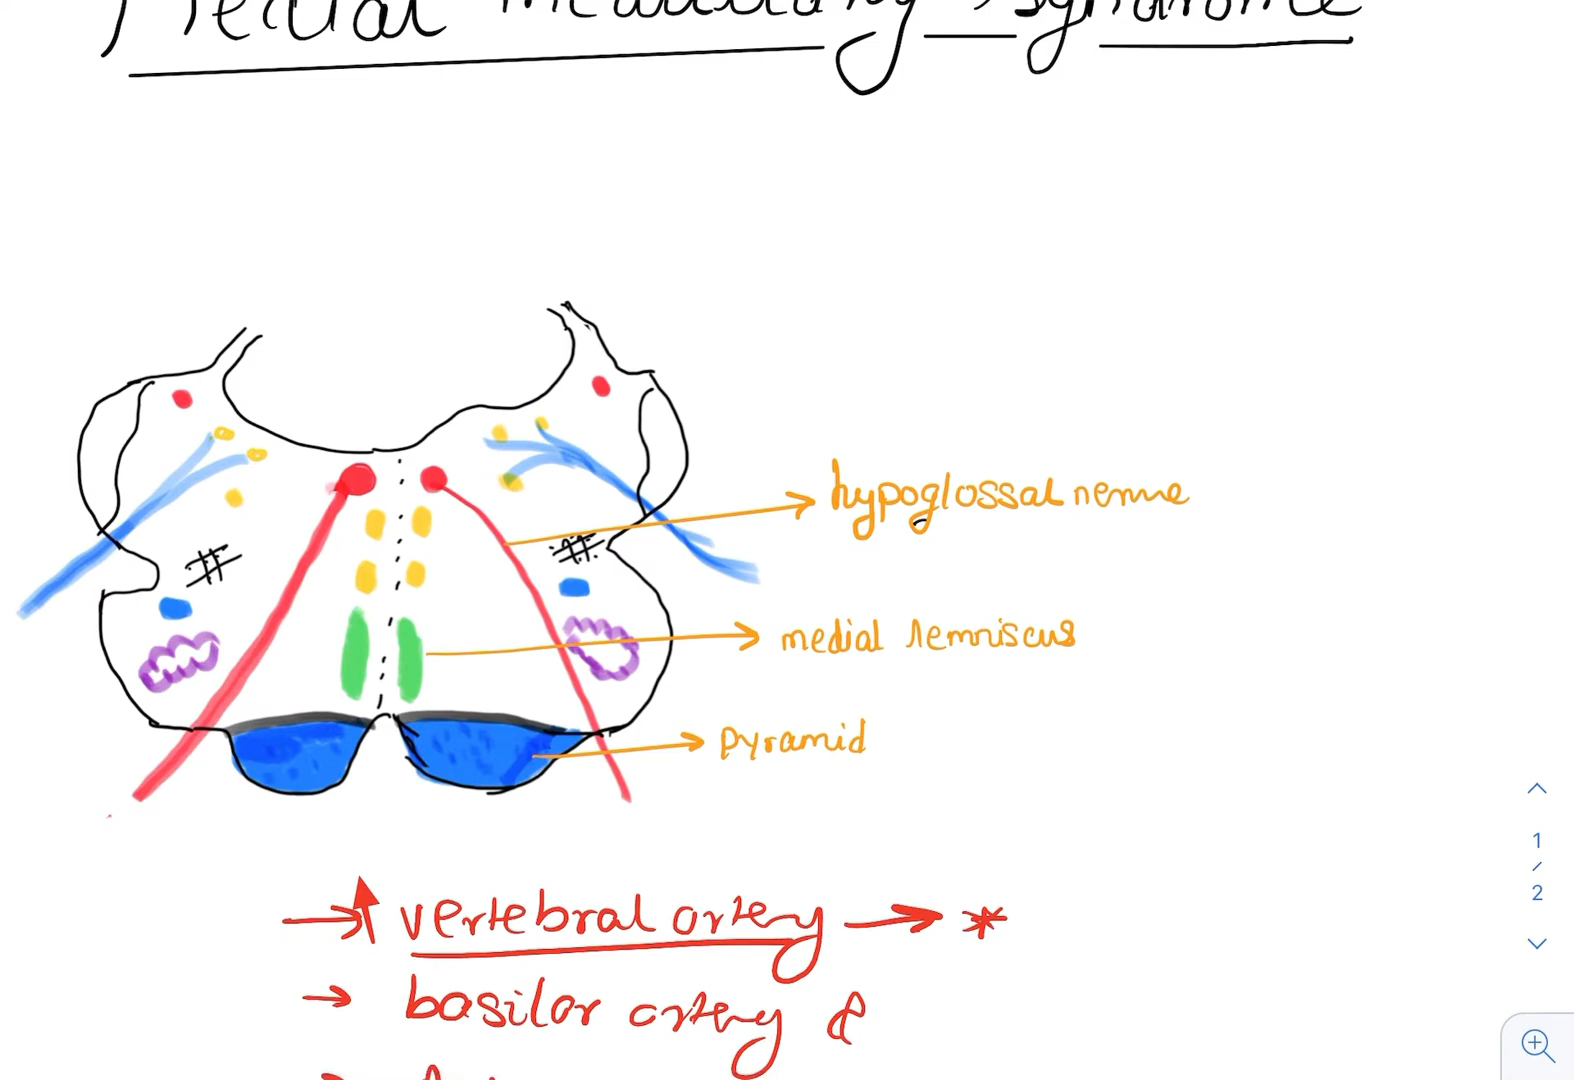 Medial medullary syndrome
hypoglossal nerve
medial lemniscus
pyramid
→ vertebral artery → *
→ basilar artery &
1
/
2